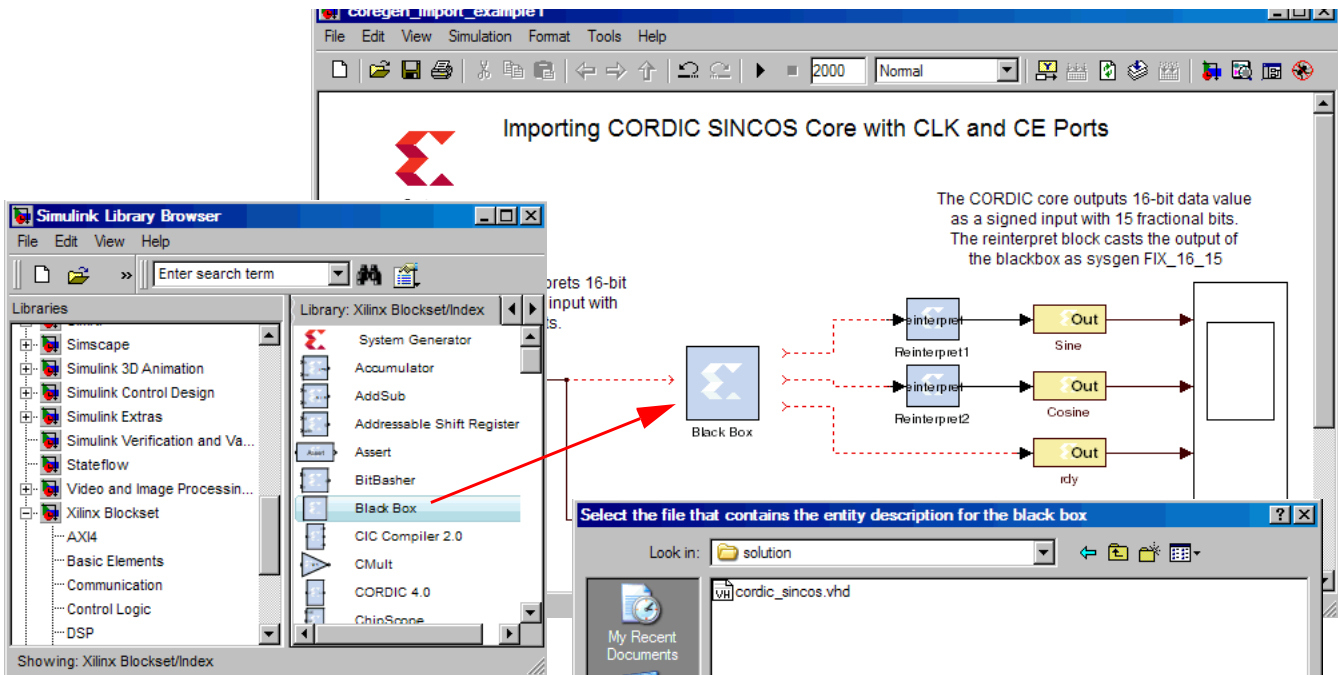 coregen_import_example1
File Edit View Simulation Format Tools Help
2000 Normal
Importing CORDIC SINCOS Core with CLK and CE Ports
The CORDIC core outputs 16-bit data value
as a signed input with 15 fractional bits.
The reinterpret block casts the output of
the blackbox as sysgen FIX_16_15
prets 16-bit
input with
ts.
Black Box
einterpret
Reinterpret1
Out
Sine
einterpret
Reinterpret2
Out
Cosine
Out
rdy
Simulink Library Browser
File Edit View Help
» Enter search term
Libraries
Simscape
Simulink 3D Animation
Simulink Control Design
Simulink Extras
Simulink Verification and Va...
Stateflow
Video and Image Processin...
Xilinx Blockset
AXI4
Basic Elements
Communication
Control Logic
DSP
Library: Xilinx Blockset/Index
System Generator
Accumulator
AddSub
Addressable Shift Register
Assert
Assert
BitBasher
Black Box
CIC Compiler 2.0
CMult
CORDIC 4.0
ChipScope
Showing: Xilinx Blockset/Index
Select the file that contains the entity description for the black box
Look in: solution
VH cordic_sincos.vhd
My Recent
Documents